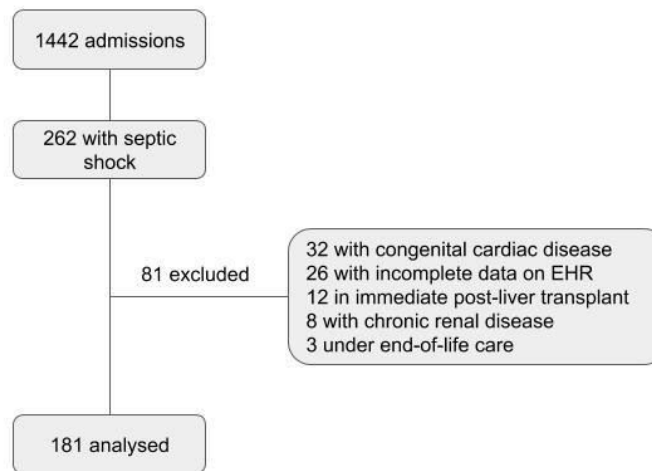 1442 admissions
262 with septic
shock
81 excluded
32 with congenital cardiac disease
26 with incomplete data on EHR
12 in immediate post-liver transplant
8 with chronic renal disease
3 under end-of-life care
181 analysed